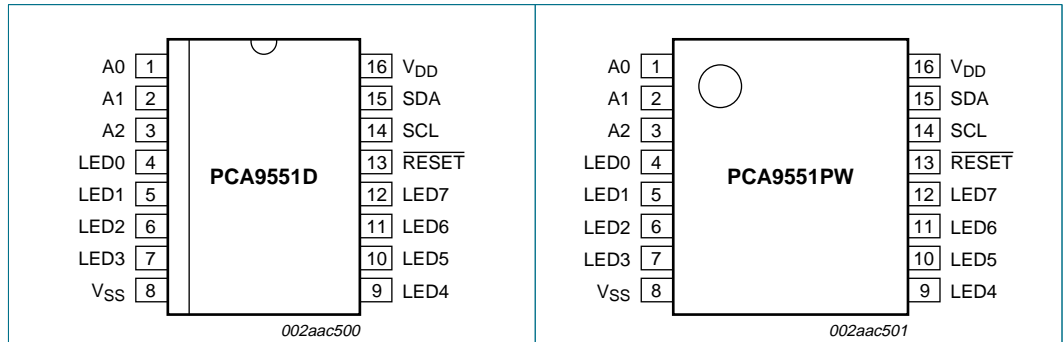 A0 1 16 VDD
A1 2 15 SDA
A2 3 14 SCL
LED0 4 13 RESET
PCA9551D
LED1 5 12 LED7
LED2 6 11 LED6
LED3 7 10 LED5
VSS 8 9 LED4
002aac500
A0 1 16 VDD
A1 2 15 SDA
A2 3 14 SCL
LED0 4 13 RESET
PCA9551PW
LED1 5 12 LED7
LED2 6 11 LED6
LED3 7 10 LED5
VSS 8 9 LED4
002aac501